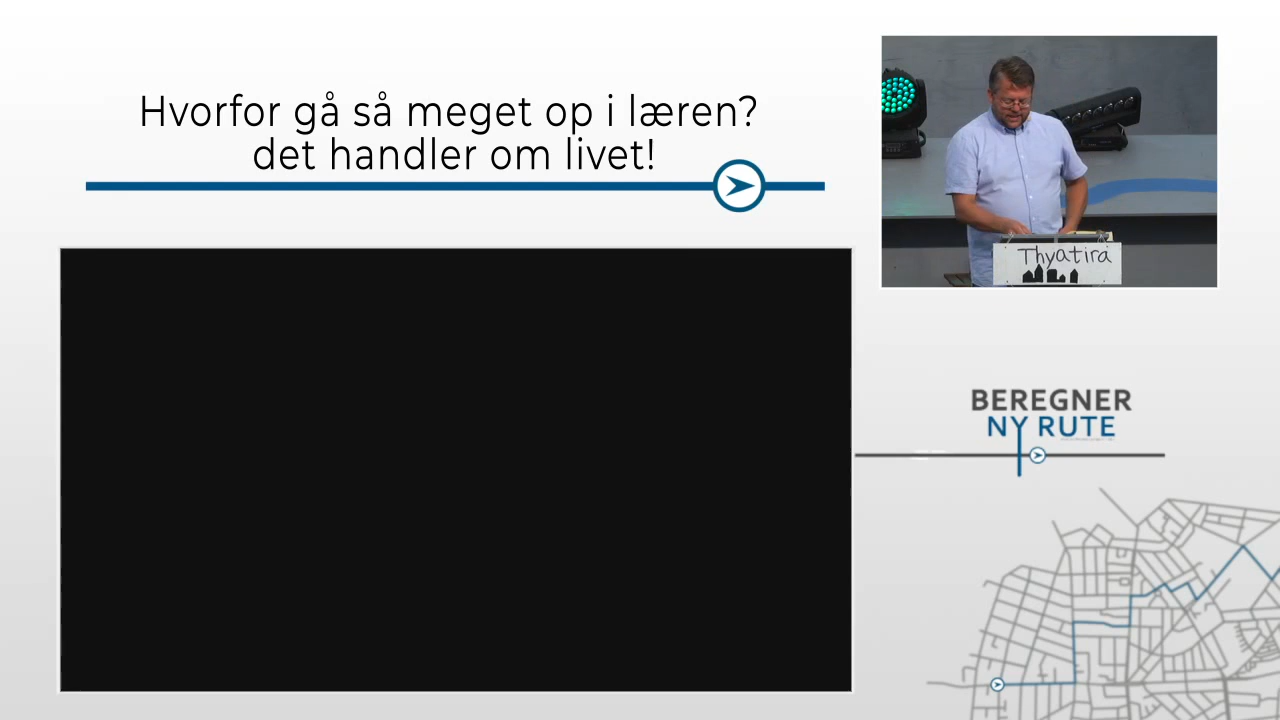 Hvorfor gå så meget op i læren?
det handler om livet!
Thyatira
BEREGNER
NY RUTE